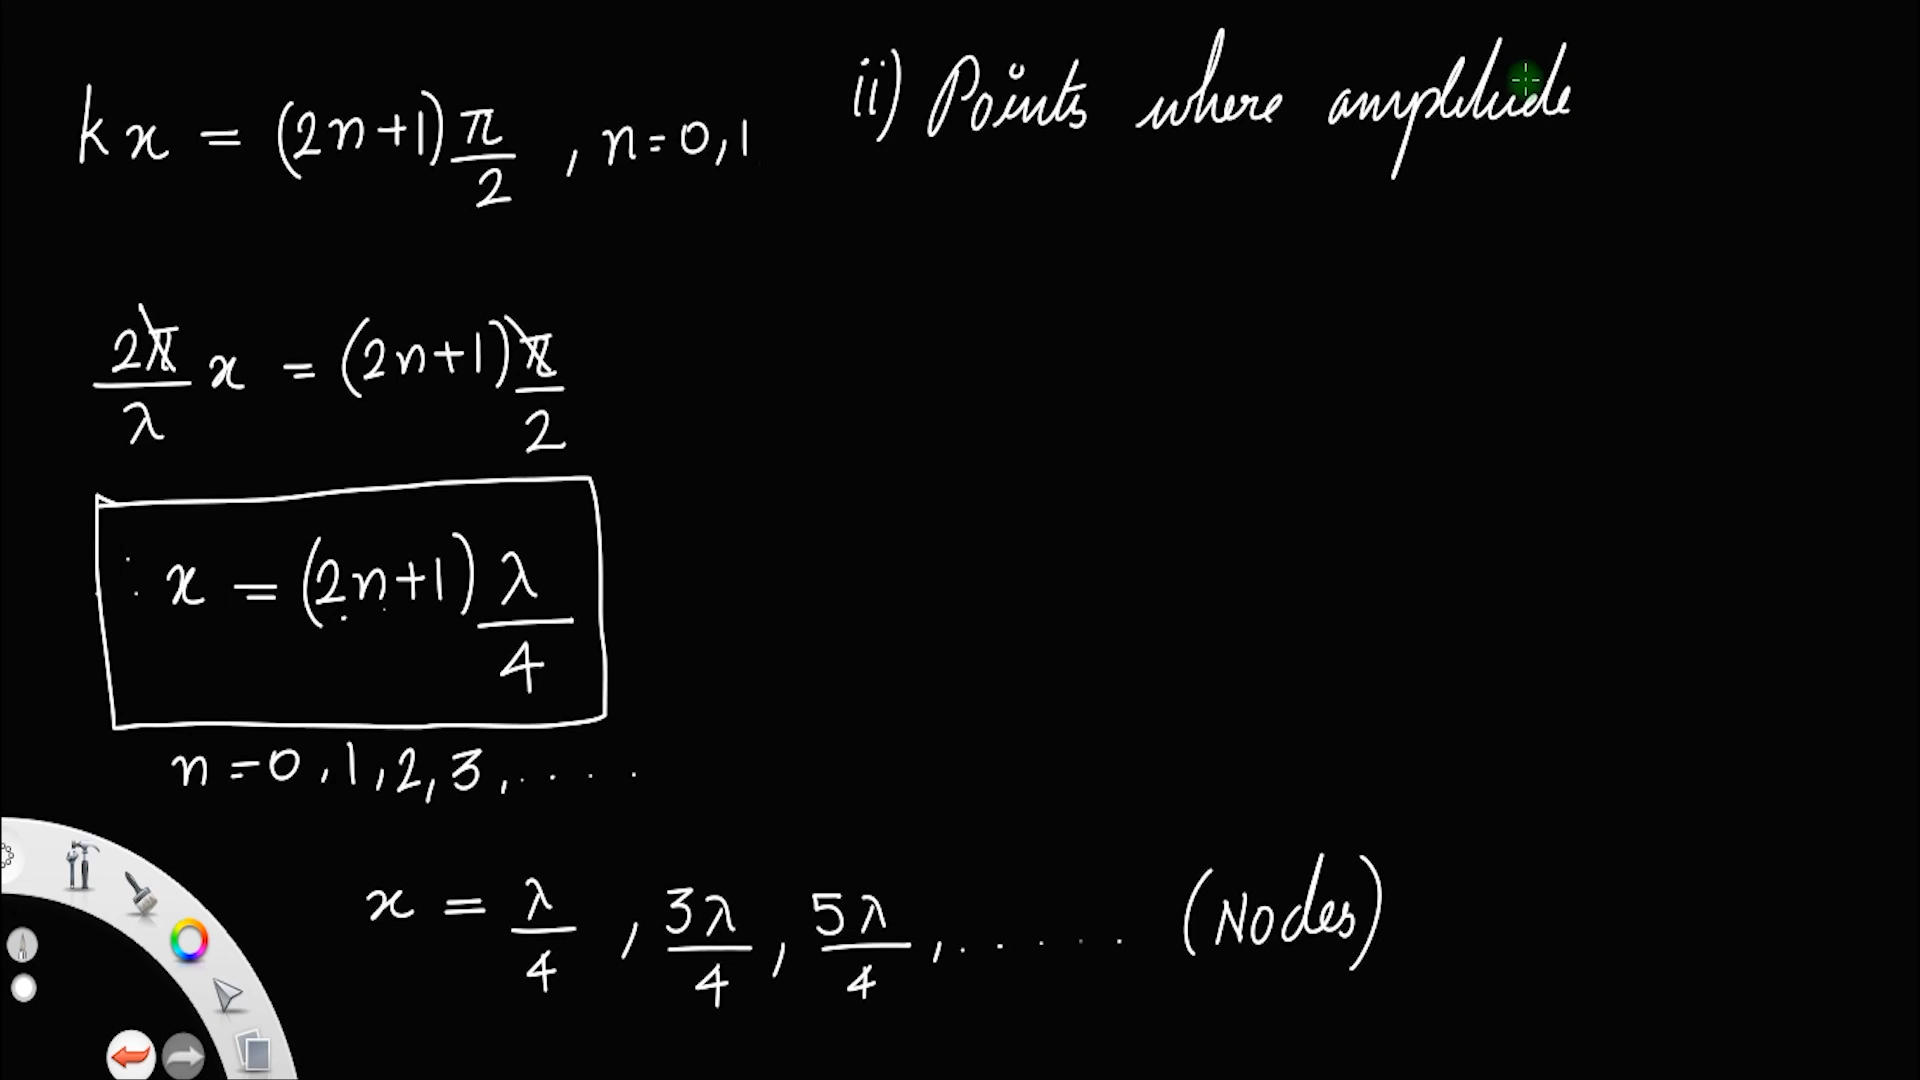 kx = (2n+1)π/2 , n=0,1
ii) Points where amplitude
2π/λ x = (2n+1)π/2
∴ x = (2n+1) λ/4
n=0,1,2,3,....
x = λ/4 , 3λ/4 , 5λ/4 ,..... (Nodes)